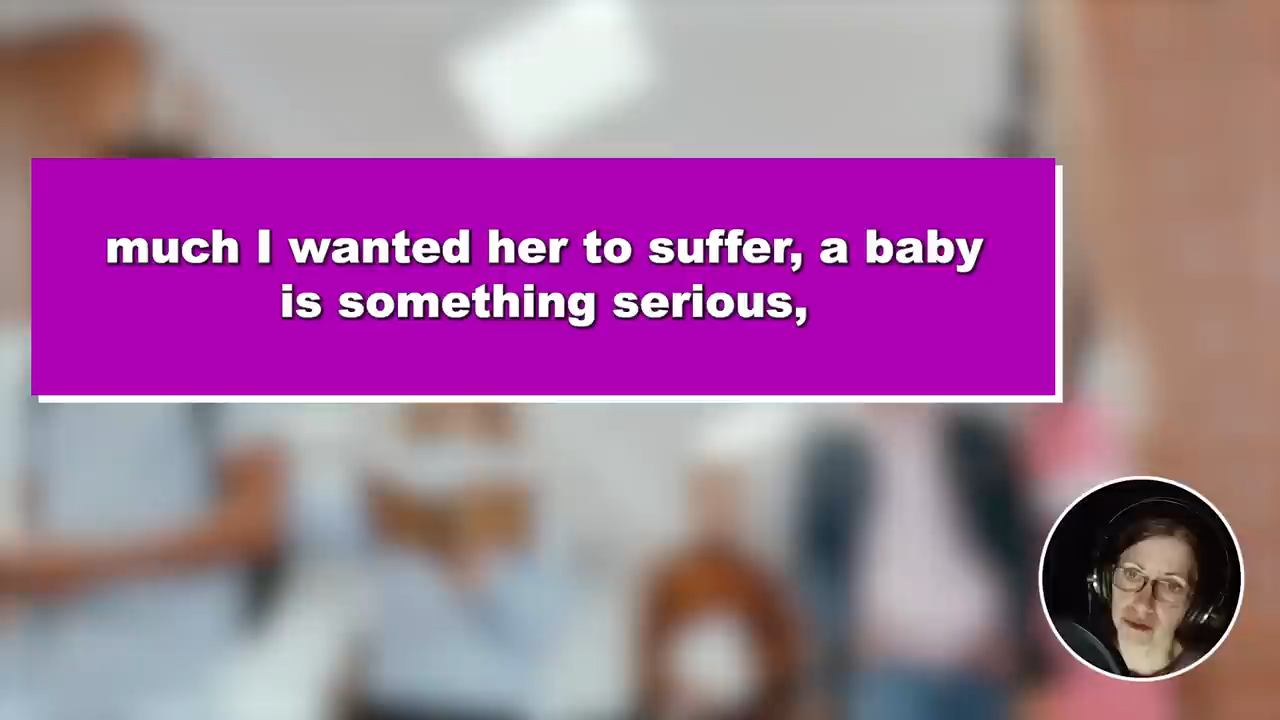 much I wanted her to suffer, a baby
is something serious,